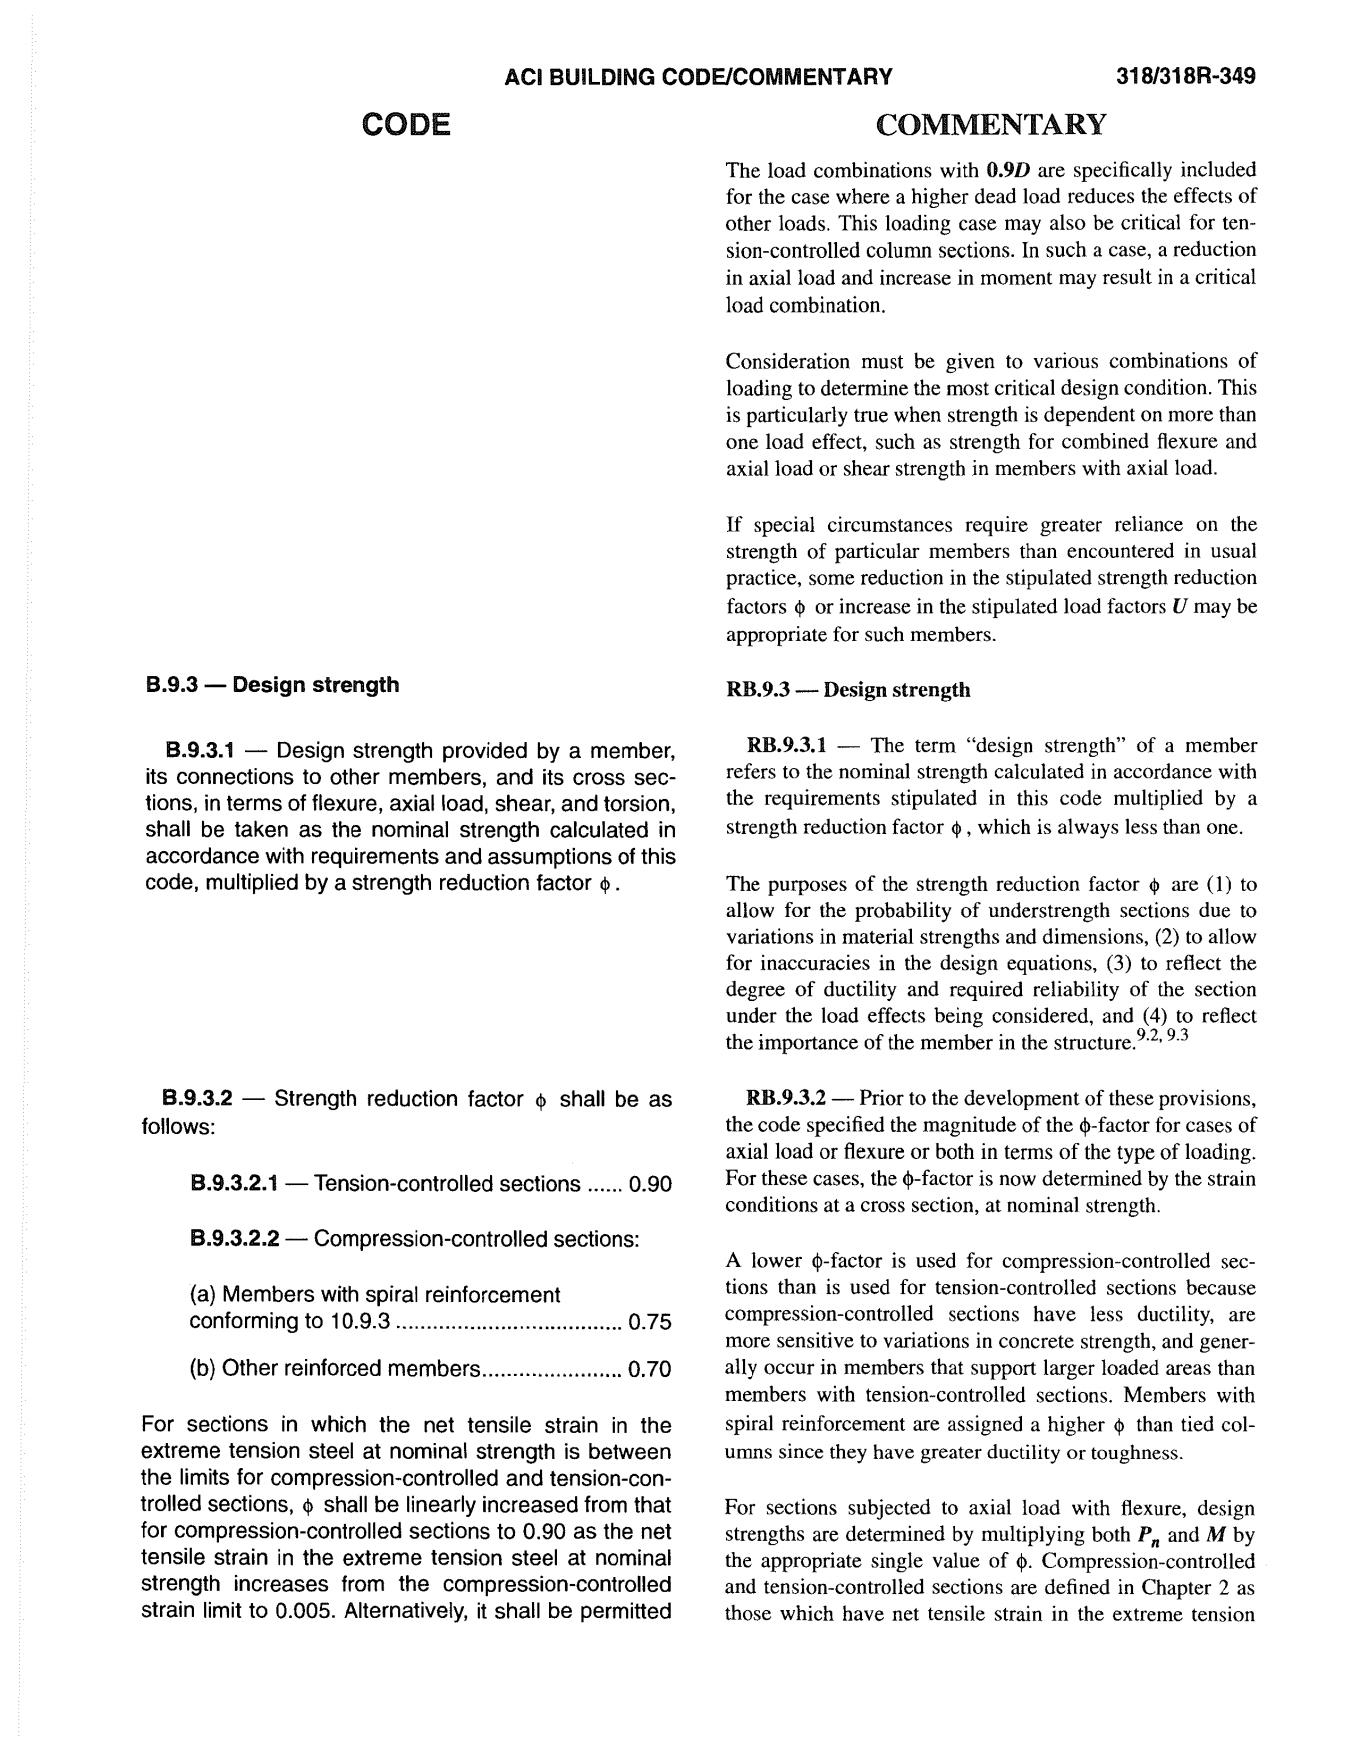 ACI BUILDING CODE/COMMENTARY
318/318R-349
CODE
COMMENTARY
The load combinations with 0.9D are specifically included
for the case where a higher dead load reduces the effects of
other loads. This loading case may also be critical for ten-
sion-controlled column sections. In such a case, a reduction
in axial load and increase in moment may result in a critical
load combination.
Consideration must be given to various combinations of
loading to determine the most critical design condition. This
is particularly true when strength is dependent on more than
one load effect, such as strength for combined flexure and
axial load or shear strength in members with axial load.
If special circumstances require greater reliance on the
strength of particular members than encountered in usual
practice, some reduction in the stipulated strength reduction
factors ϕ or increase in the stipulated load factors U may be
appropriate for such members.
B.9.3 — Design strength
B.9.3.1 — Design strength provided by a member,
its connections to other members, and its cross sec-
tions, in terms of flexure, axial load, shear, and torsion,
shall be taken as the nominal strength calculated in
accordance with requirements and assumptions of this
code, multiplied by a strength reduction factor ϕ .
B.9.3.2 — Strength reduction factor ϕ shall be as
follows:
B.9.3.2.1 — Tension-controlled sections ...... 0.90
B.9.3.2.2 — Compression-controlled sections:
(a) Members with spiral reinforcement
conforming to 10.9.3 ..................................... 0.75
(b) Other reinforced members....................... 0.70
For sections in which the net tensile strain in the
extreme tension steel at nominal strength is between
the limits for compression-controlled and tension-con-
trolled sections, ϕ shall be linearly increased from that
for compression-controlled sections to 0.90 as the net
tensile strain in the extreme tension steel at nominal
strength increases from the compression-controlled
strain limit to 0.005. Alternatively, it shall be permitted
RB.9.3 — Design strength
RB.9.3.1 — The term “design strength” of a member
refers to the nominal strength calculated in accordance with
the requirements stipulated in this code multiplied by a
strength reduction factor ϕ , which is always less than one.
The purposes of the strength reduction factor ϕ are (1) to
allow for the probability of understrength sections due to
variations in material strengths and dimensions, (2) to allow
for inaccuracies in the design equations, (3) to reflect the
degree of ductility and required reliability of the section
under the load effects being considered, and (4) to reflect
the importance of the member in the structure.9.2, 9.3
RB.9.3.2 — Prior to the development of these provisions,
the code specified the magnitude of the ϕ-factor for cases of
axial load or flexure or both in terms of the type of loading.
For these cases, the ϕ-factor is now determined by the strain
conditions at a cross section, at nominal strength.
A lower ϕ-factor is used for compression-controlled sec-
tions than is used for tension-controlled sections because
compression-controlled sections have less ductility, are
more sensitive to variations in concrete strength, and gener-
ally occur in members that support larger loaded areas than
members with tension-controlled sections. Members with
spiral reinforcement are assigned a higher ϕ than tied col-
umns since they have greater ductility or toughness.
For sections subjected to axial load with flexure, design
strengths are determined by multiplying both Pn and M by
the appropriate single value of ϕ. Compression-controlled
and tension-controlled sections are defined in Chapter 2 as
those which have net tensile strain in the extreme tension